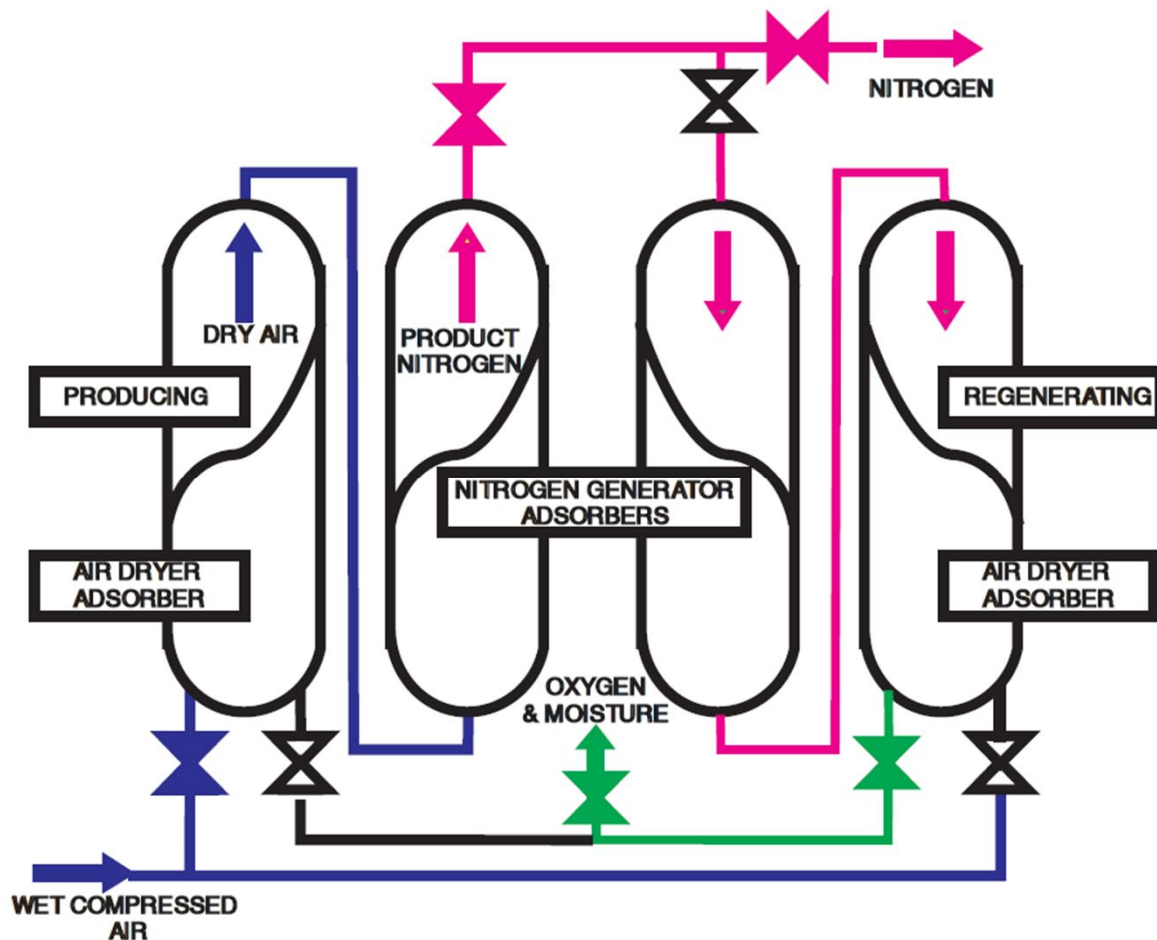 NITROGEN
DRY AIR
PRODUCT
NITROGEN
PRODUCING
REGENERATING
NITROGEN GENERATOR
ADSORBERS
AIR DRYER
ADSORBER
AIR DRYER
ADSORBER
OXYGEN
& MOISTURE
WET COMPRESSED
AIR